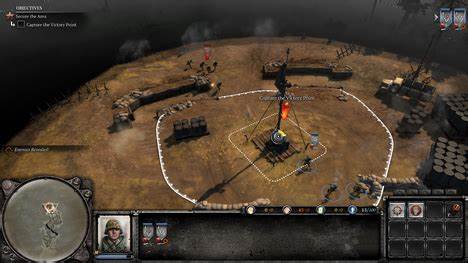 OBJECTIVES
Secure the Area
Capture the Victory Point
Capture the Victory Point
Enemies Revealed!